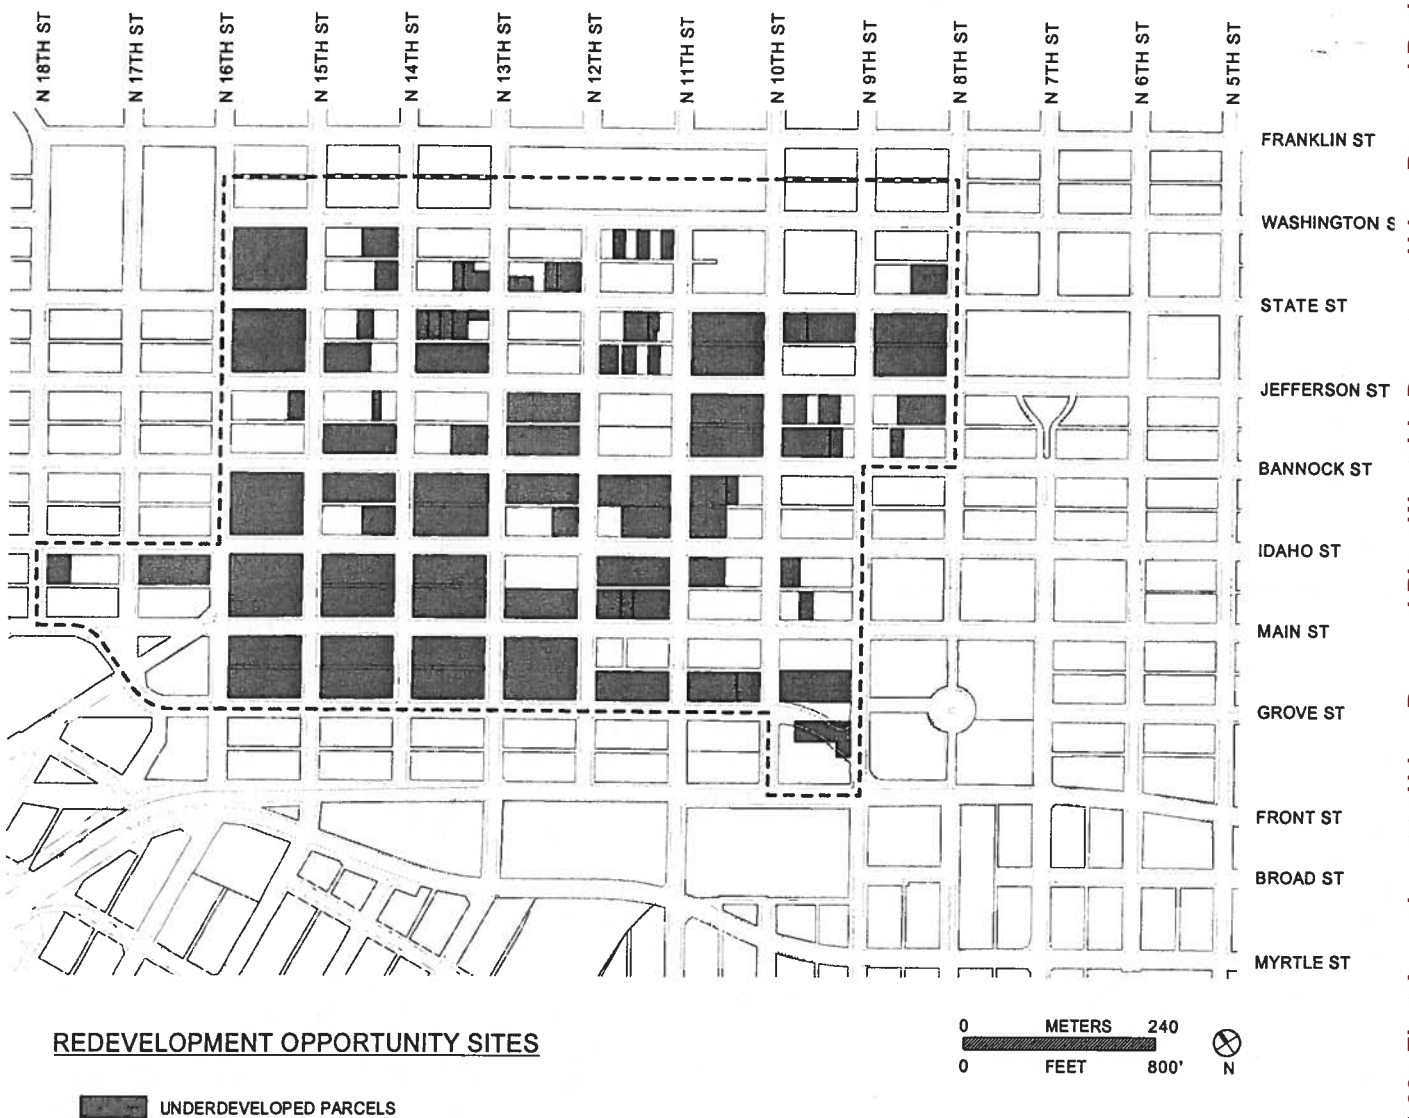 N 18TH ST
N 17TH ST
N 16TH ST
N 15TH ST
N 14TH ST
N 13TH ST
N 12TH ST
N 11TH ST
N 10TH ST
N 9TH ST
N 8TH ST
N 7TH ST
N 6TH ST
N 5TH ST
FRANKLIN ST
WASHINGTON S
STATE ST
JEFFERSON ST
BANNOCK ST
IDAHO ST
MAIN ST
GROVE ST
FRONT ST
BROAD ST
MYRTLE ST
REDEVELOPMENT OPPORTUNITY SITES
0 METERS 240
0 FEET 800'
N
UNDERDEVELOPED PARCELS